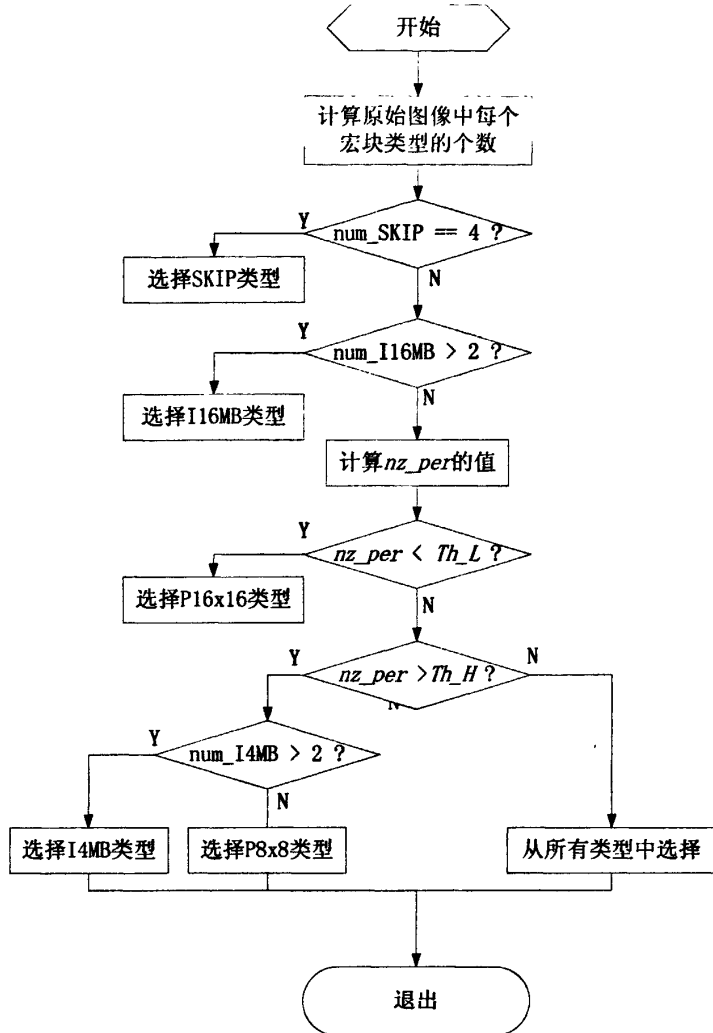 开始
计算原始图像中每个
宏块类型的个数
Y
num_SKIP == 4 ?
选择SKIP类型
N
Y
num_I16MB > 2 ?
选择I16MB类型
N
计算nz_per的值
Y
nz_per < Th_L ?
选择P16x16类型
N
Y
nz_per >Th_H ?
N
N
Y
num_I4MB > 2 ?
N
选择I4MB类型
选择P8x8类型
从所有类型中选择
退出